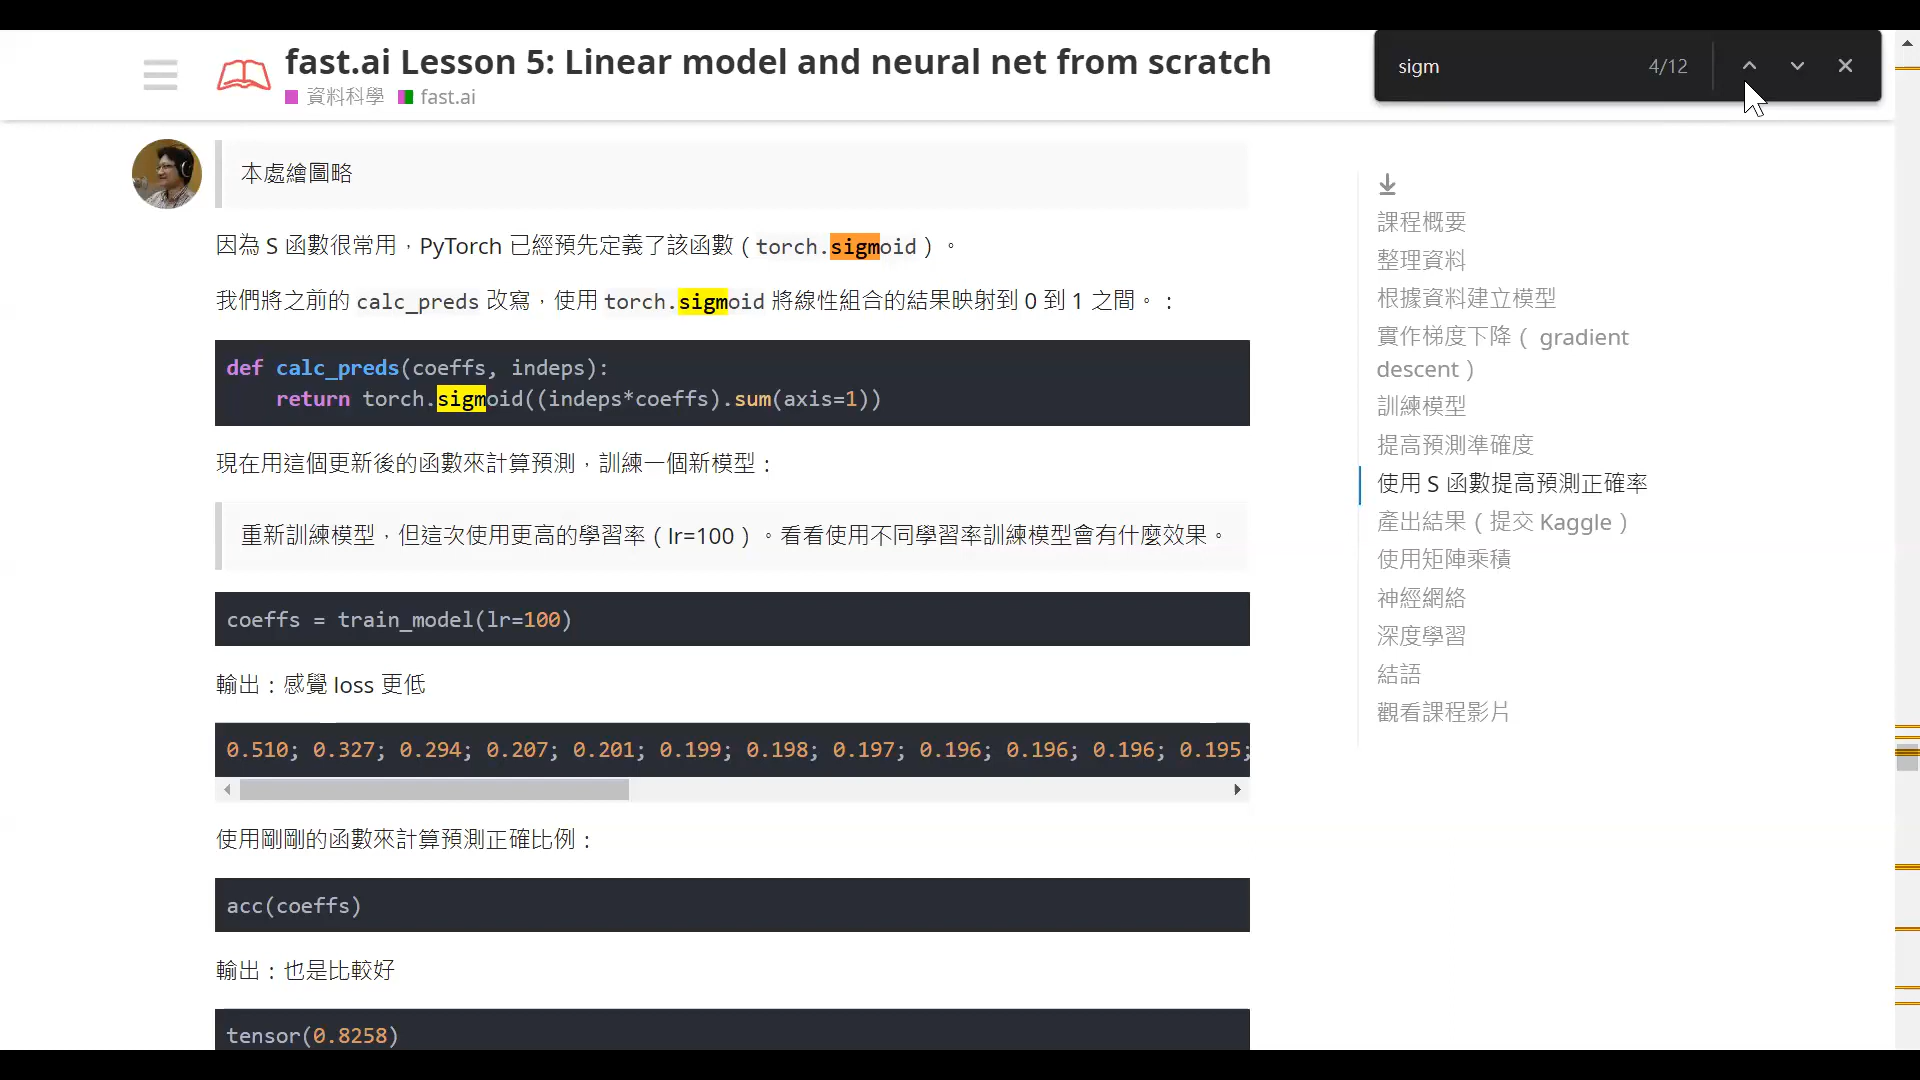 fast.ai Lesson 5: Linear model and neural net from scratch
資料科學 fast.ai
sigm 4/12
本處繪圖略
因為 S 函數很常用，PyTorch 已經預先定義了該函數（torch.sigmoid）。
我們將之前的 calc_preds 改寫，使用 torch.sigmoid 將線性組合的結果映射到 0 到 1 之間。：
def calc_preds(coeffs, indeps):
    return torch.sigmoid((indeps*coeffs).sum(axis=1))
現在用這個更新後的函數來計算預測，訓練一個新模型：
重新訓練模型，但這次使用更高的學習率（lr=100）。看看使用不同學習率訓練模型會有什麼效果。
coeffs = train_model(lr=100)
輸出：感覺 loss 更低
0.510; 0.327; 0.294; 0.207; 0.201; 0.199; 0.198; 0.197; 0.196; 0.196; 0.196; 0.195;
使用剛剛的函數來計算預測正確比例：
acc(coeffs)
輸出：也是比較好
tensor(0.8258)
課程概要
整理資料
根據資料建立模型
實作梯度下降（ gradient
descent）
訓練模型
提高預測準確度
使用 S 函數提高預測正確率
產出結果（提交 Kaggle）
使用矩陣乘積
神經網絡
深度學習
結語
觀看課程影片